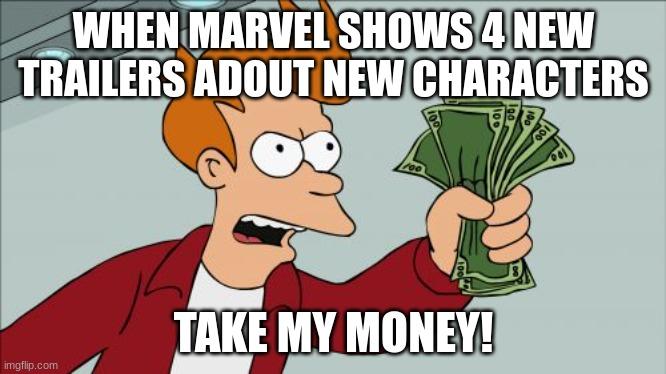 WHEN MARVEL SHOWS 4 NEW
TRAILERS ADOUT NEW CHARACTERS
TAKE MY MONEY!
imgflip.com